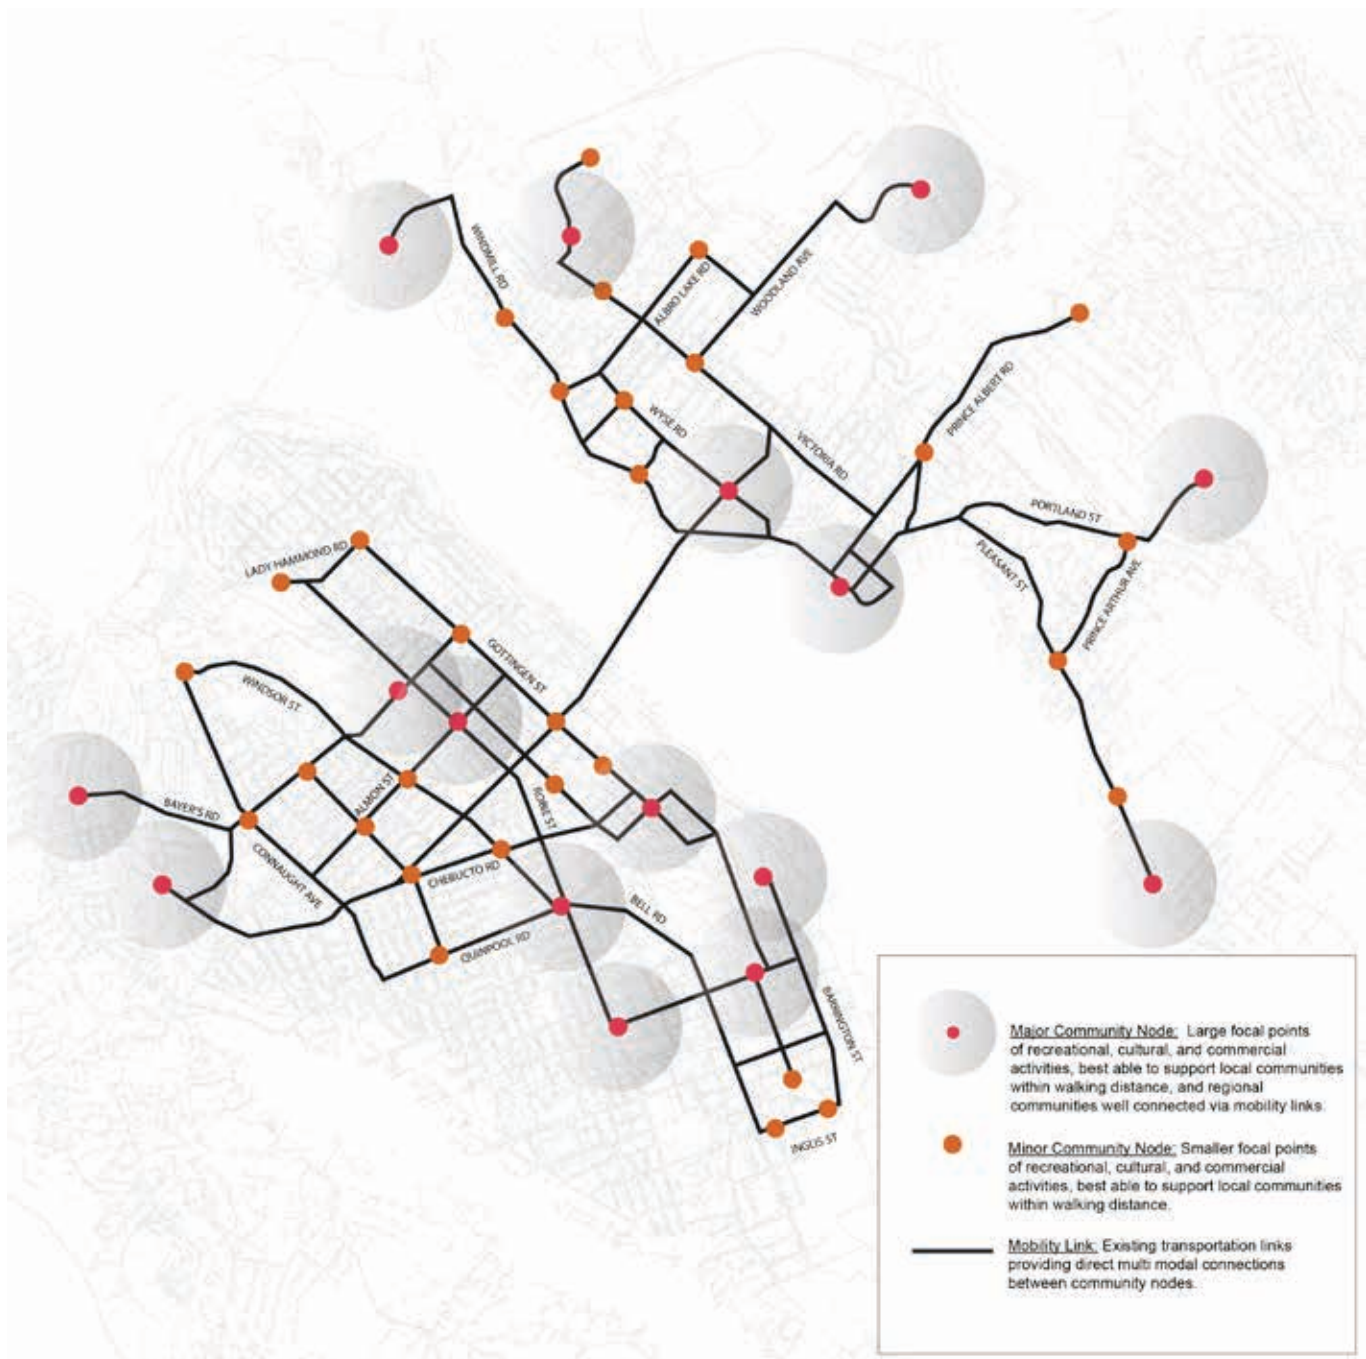 WINDMILL RD
ALBRO LAKE RD
WOODLAND AVE
PRINCE ALBERT RD
WYSE RD
VICTORIA RD
PORTLAND ST
PLEASANT ST
PRINCE ARTHUR AVE
LADY HAMMOND RD
GOTTINGEN ST
WINDSOR ST
ALMON ST
ROBIE ST
BAYER'S RD
CONNAUGHT AVE
CHEBUCTO RD
BELL RD
QUINPOOL RD
BARRINGTON ST
INGLIS ST
Major Community Node: Large focal points
of recreational, cultural, and commercial
activities, best able to support local communities
within walking distance, and regional
communities well connected via mobility links.
Minor Community Node: Smaller focal points
of recreational, cultural, and commercial
activities, best able to support local communities
within walking distance.
Mobility Link: Existing transportation links
providing direct multi modal connections
between community nodes.